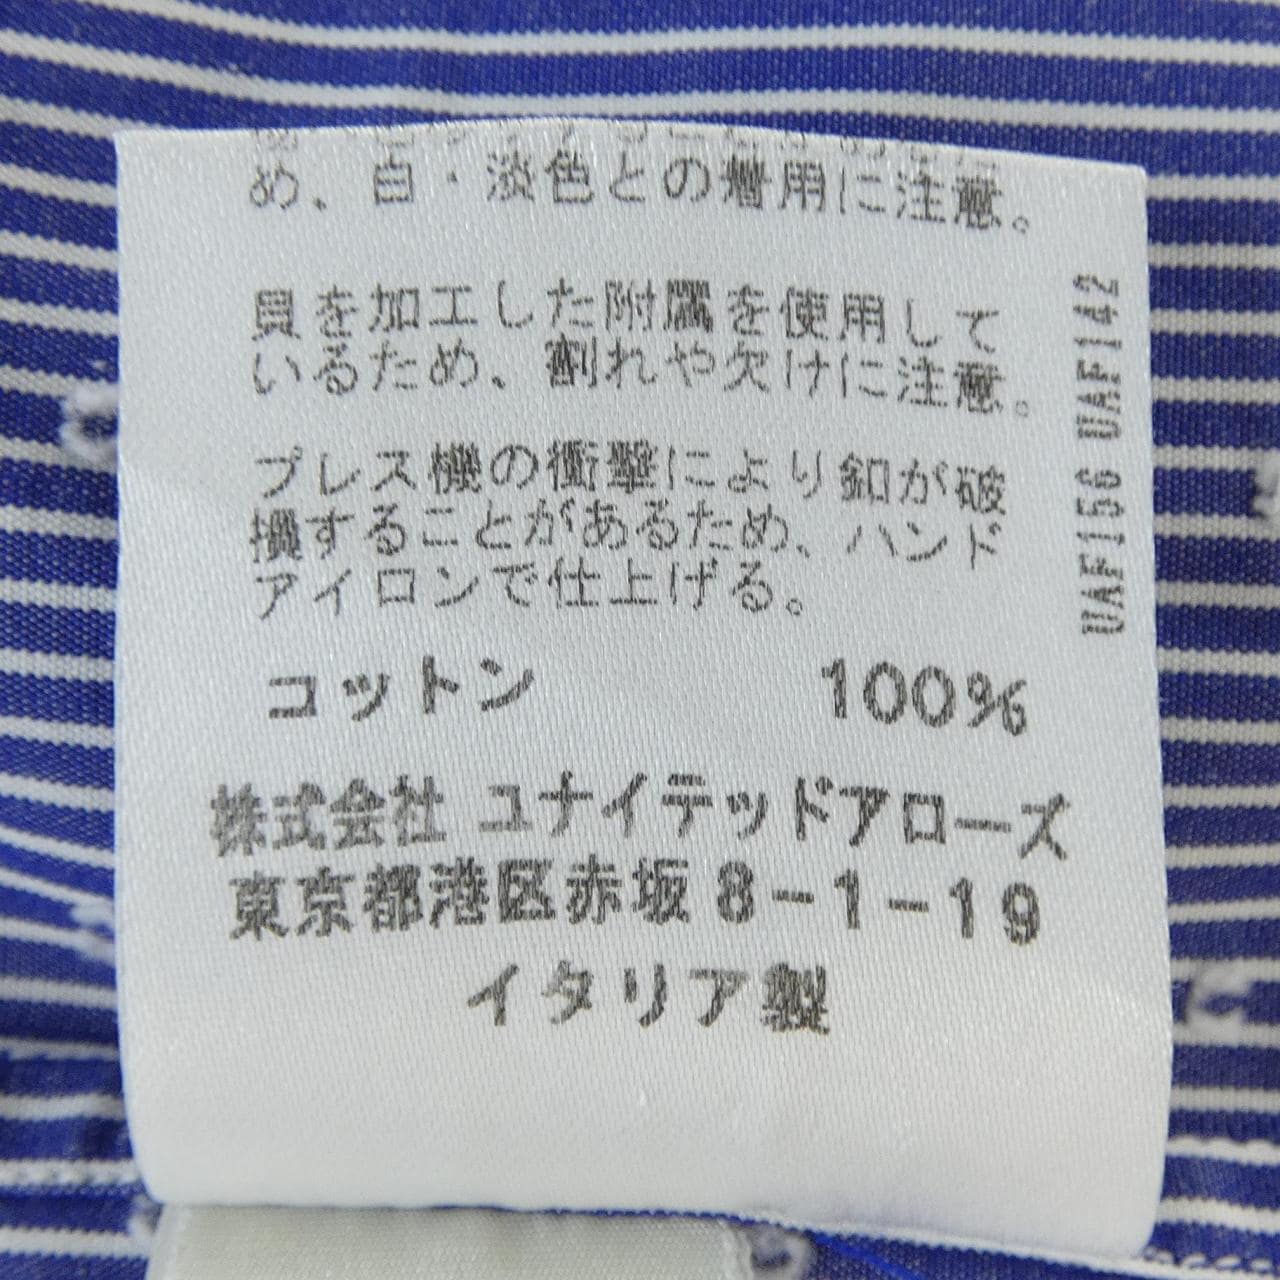 め、白・淡色との着用に注意。
貝を加工した附属を使用して
いるため、割れや欠けに注意。
プレス機の衝撃により釦が破
損することがあるため、ハンド
アイロンで仕上げる。
コットン 100%
株式会社 ユナイテッドアローズ
東京都港区赤坂8-1-19
イタリア製
UAF156 UAF142